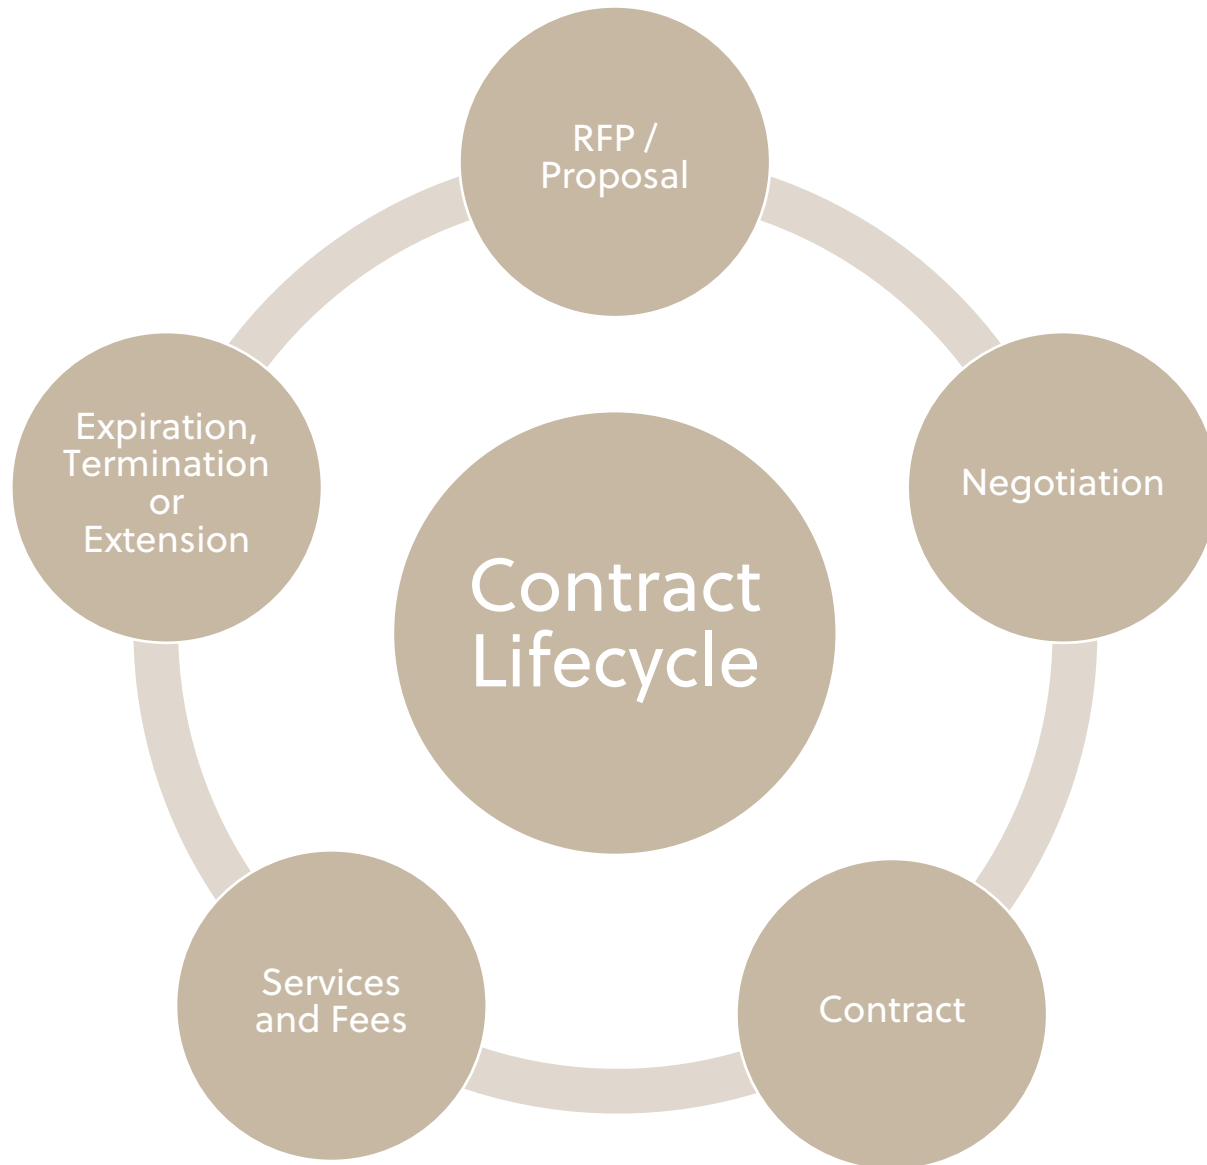 RFP /
Proposal
Negotiation
Contract
Services
and Fees
Expiration,
Termination
or
Extension
Contract
Lifecycle